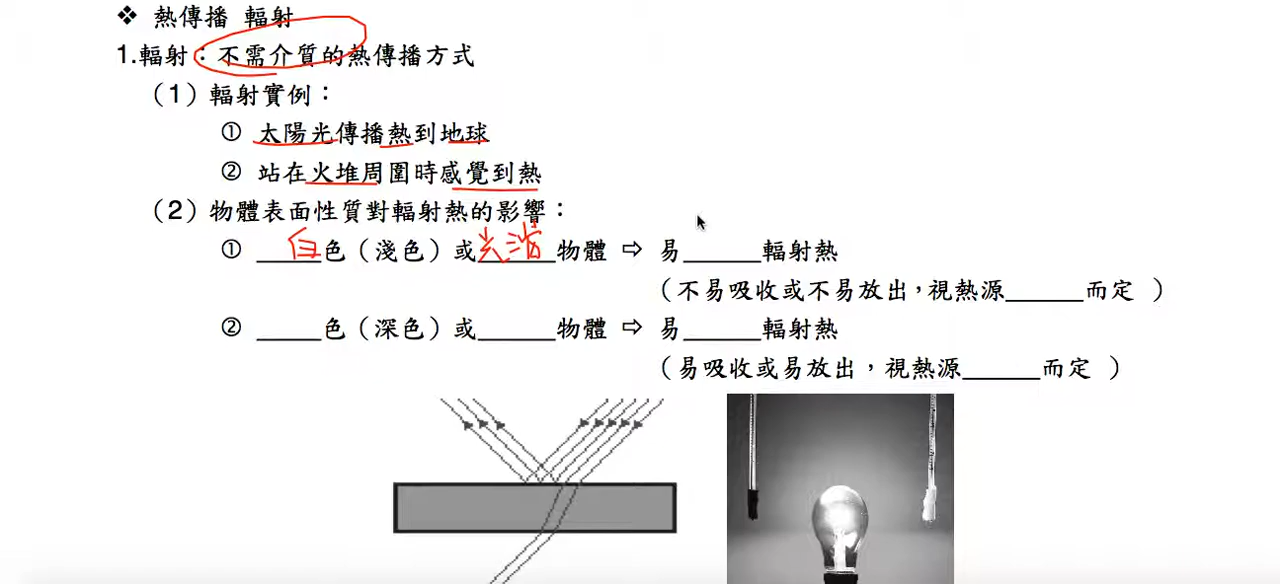 ❖ 熱傳播 輻射
1.輻射：不需介質的熱傳播方式
（1）輻射實例：
① 太陽光傳播熱到地球
② 站在火堆周圍時感覺到熱
（2）物體表面性質對輻射熱的影響：
① 白色（淺色）或光滑物體 ⇨ 易______輻射熱
（不易吸收或不易放出，視熱源______而定 ）
② _____色（深色）或______物體 ⇨ 易______輻射熱
（易吸收或易放出，視熱源______而定 ）